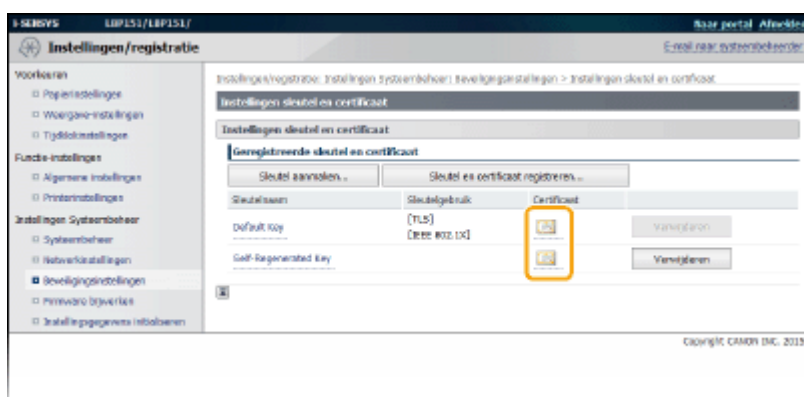 i-SENSYS LBP151/LBP151/ Naar portal Afmelden
Instellingen/registratie E-mail naar systeembeheerder
Voorkeuren
Papierinstellingen
Weergave-instellingen
Tijdklokinstellingen
Functie-instellingen
Algemene instellingen
Printerinstellingen
Instellingen Systeembeheer
Systeembeheer
Netwerkinstellingen
Beveiligingsinstellingen
Firmware bijwerken
Instellingsgegevens initialiseren
Instellingen/registratie: Instellingen Systeembeheer: Beveiligingsinstellingen > Instellingen sleutel en certificaat
Instellingen sleutel en certificaat
Instellingen sleutel en certificaat
Geregistreerde sleutel en certificaat
Sleutel aanmaken... Sleutel en certificaat registreren...
Sleutelnaam Sleutelgebruik Certificaat
Default Key [TLS] Verwijderen
[IEEE 802.1X]
Self-Regenerated Key Verwijderen
Copyright CANON INC. 2015